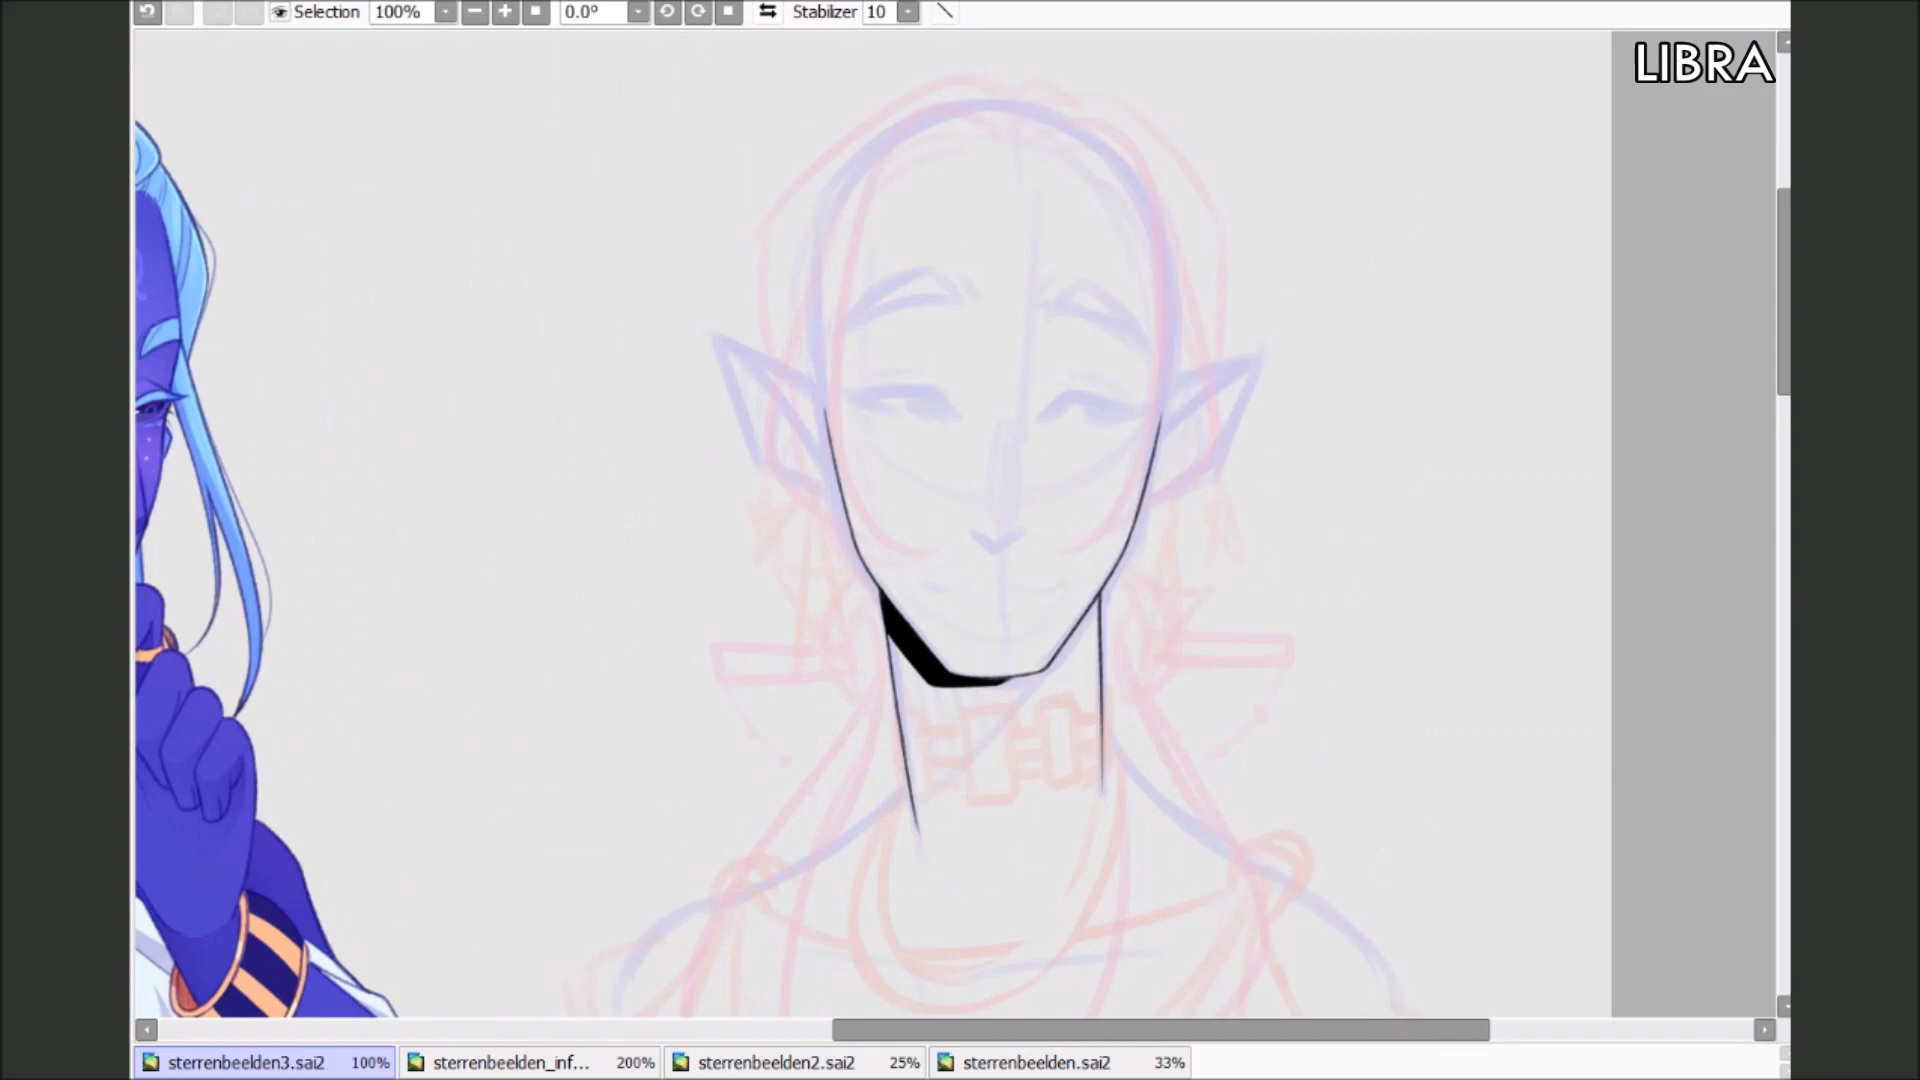 Selection 100% 0.0° Stabilizer 10
LIBRA
sterrenbeelden3.sai2 100% sterrenbeelden_inf... 200% sterrenbeelden2.sai2 25% sterrenbeelden.sai2 33%